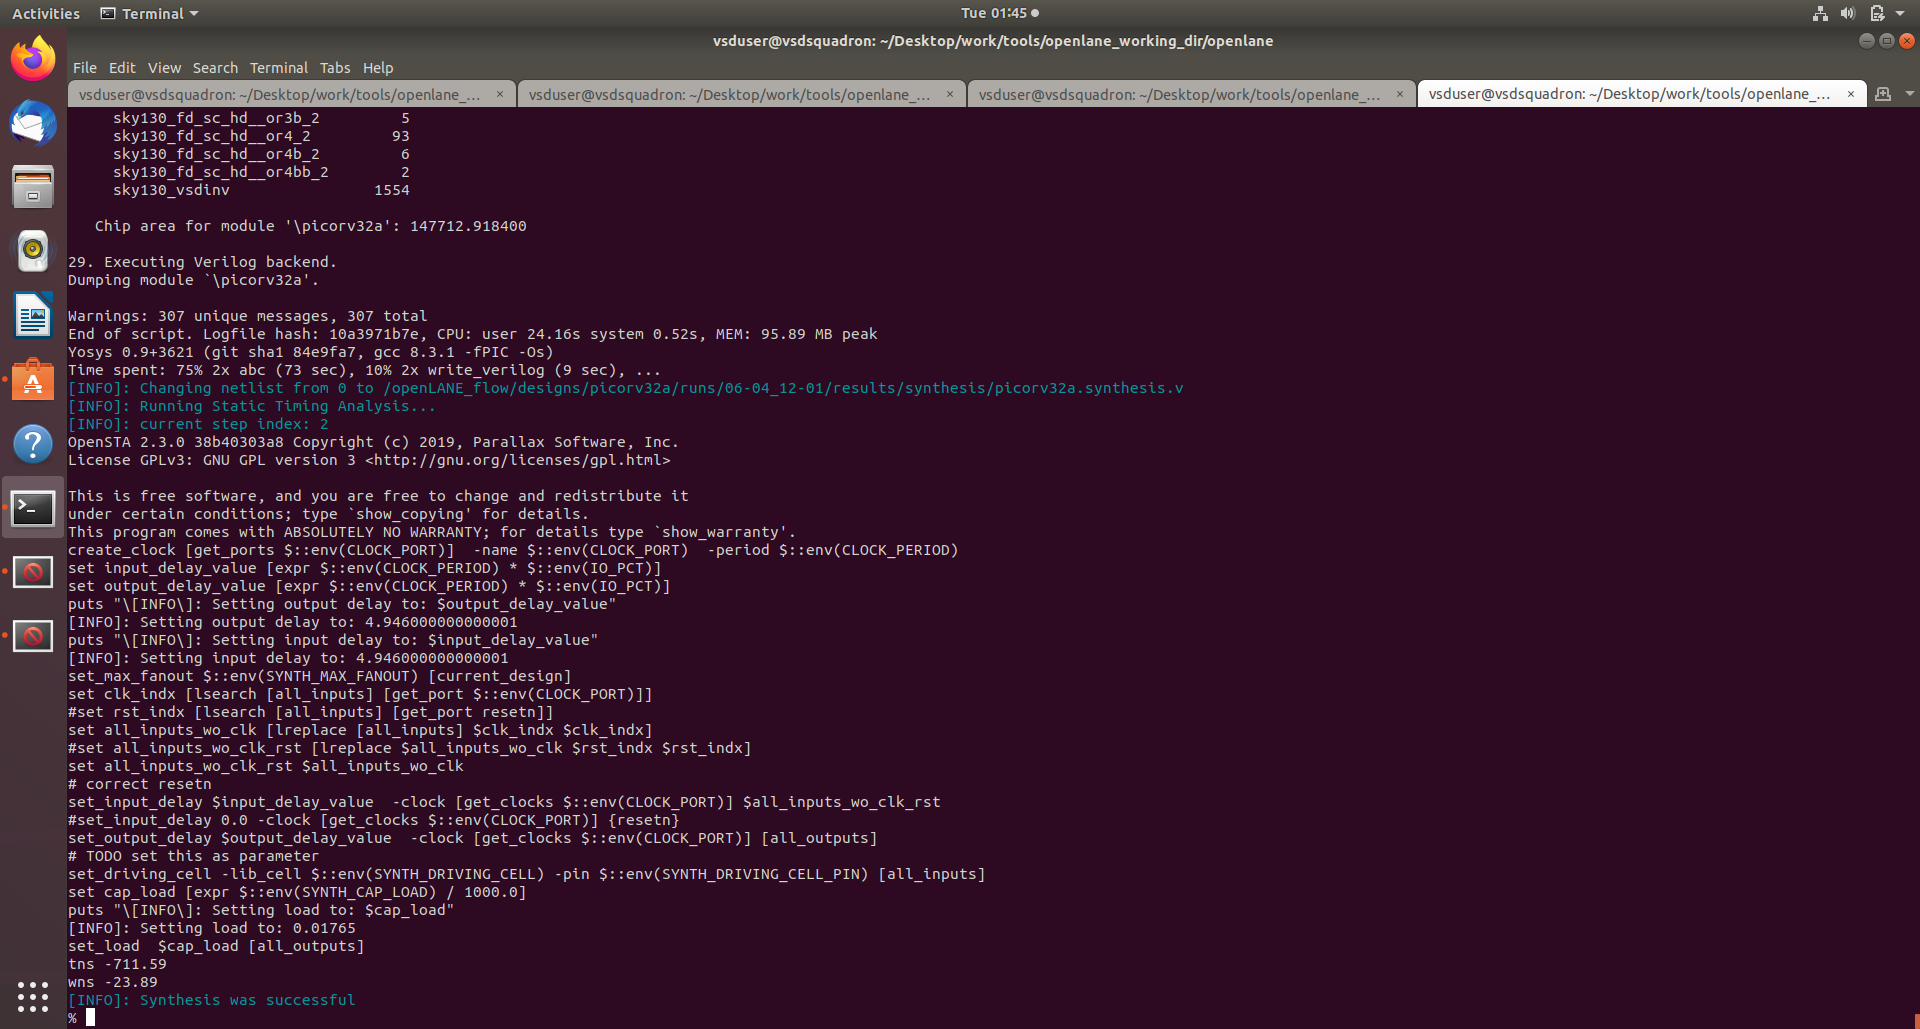 Activities
Terminal
Tue 01:45
vsduser@vsdsquadron: ~/Desktop/work/tools/openlane_working_dir/openlane
File Edit View Search Terminal Tabs Help
vsduser@vsdsquadron: ~/Desktop/work/tools/openlane_... ×
vsduser@vsdsquadron: ~/Desktop/work/tools/openlane_... ×
vsduser@vsdsquadron: ~/Desktop/work/tools/openlane_... ×
vsduser@vsdsquadron: ~/Desktop/work/tools/openlane_... ×
sky130_fd_sc_hd__or3b_2 5
sky130_fd_sc_hd__or4_2 93
sky130_fd_sc_hd__or4b_2 6
sky130_fd_sc_hd__or4bb_2 2
sky130_vsdinv 1554
Chip area for module '\picorv32a': 147712.918400
29. Executing Verilog backend.
Dumping module `\picorv32a'.
Warnings: 307 unique messages, 307 total
End of script. Logfile hash: 10a3971b7e, CPU: user 24.16s system 0.52s, MEM: 95.89 MB peak
Yosys 0.9+3621 (git sha1 84e9fa7, gcc 8.3.1 -fPIC -Os)
Time spent: 75% 2x abc (73 sec), 10% 2x write_verilog (9 sec), ...
[INFO]: Changing netlist from 0 to /openLANE_flow/designs/picorv32a/runs/06-04_12-01/results/synthesis/picorv32a.synthesis.v
[INFO]: Running Static Timing Analysis...
[INFO]: current step index: 2
OpenSTA 2.3.0 38b40303a8 Copyright (c) 2019, Parallax Software, Inc.
License GPLv3: GNU GPL version 3 <http://gnu.org/licenses/gpl.html>
This is free software, and you are free to change and redistribute it
under certain conditions; type `show_copying' for details.
This program comes with ABSOLUTELY NO WARRANTY; for details type `show_warranty'.
create_clock [get_ports $::env(CLOCK_PORT)]  -name $::env(CLOCK_PORT)  -period $::env(CLOCK_PERIOD)
set input_delay_value [expr $::env(CLOCK_PERIOD) * $::env(IO_PCT)]
set output_delay_value [expr $::env(CLOCK_PERIOD) * $::env(IO_PCT)]
puts "\[INFO\]: Setting output delay to: $output_delay_value"
[INFO]: Setting output delay to: 4.946000000000001
puts "\[INFO\]: Setting input delay to: $input_delay_value"
[INFO]: Setting input delay to: 4.946000000000001
set_max_fanout $::env(SYNTH_MAX_FANOUT) [current_design]
set clk_indx [lsearch [all_inputs] [get_port $::env(CLOCK_PORT)]]
#set rst_indx [lsearch [all_inputs] [get_port resetn]]
set all_inputs_wo_clk [lreplace [all_inputs] $clk_indx $clk_indx]
#set all_inputs_wo_clk_rst [lreplace $all_inputs_wo_clk $rst_indx $rst_indx]
set all_inputs_wo_clk_rst $all_inputs_wo_clk
# correct resetn
set_input_delay $input_delay_value  -clock [get_clocks $::env(CLOCK_PORT)] $all_inputs_wo_clk_rst
#set_input_delay 0.0 -clock [get_clocks $::env(CLOCK_PORT)] {resetn}
set_output_delay $output_delay_value  -clock [get_clocks $::env(CLOCK_PORT)] [all_outputs]
# TODO set this as parameter
set_driving_cell -lib_cell $::env(SYNTH_DRIVING_CELL) -pin $::env(SYNTH_DRIVING_CELL_PIN) [all_inputs]
set cap_load [expr $::env(SYNTH_CAP_LOAD) / 1000.0]
puts "\[INFO\]: Setting load to: $cap_load"
[INFO]: Setting load to: 0.01765
set_load  $cap_load [all_outputs]
tns -711.59
wns -23.89
[INFO]: Synthesis was successful
%